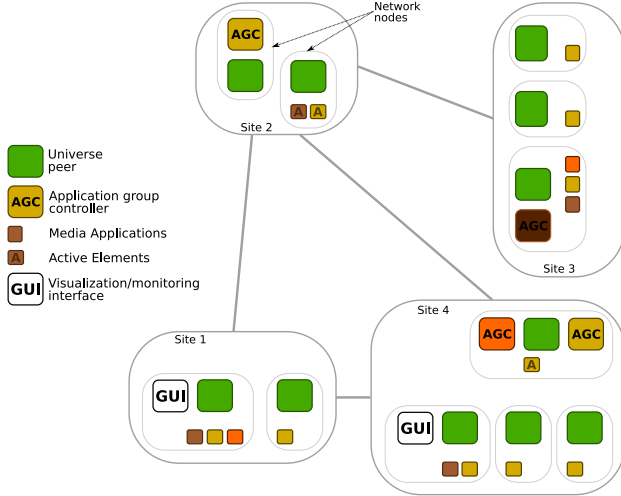 Network
nodes
AGC
Site 2
A A
Universe
peer
AGC
Application group
controller
Media Applications
A
Active Elements
GUI
Visualization/monitoring
interface
AGC
Site 3
Site 1
GUI
Site 4
AGC
AGC
A
GUI